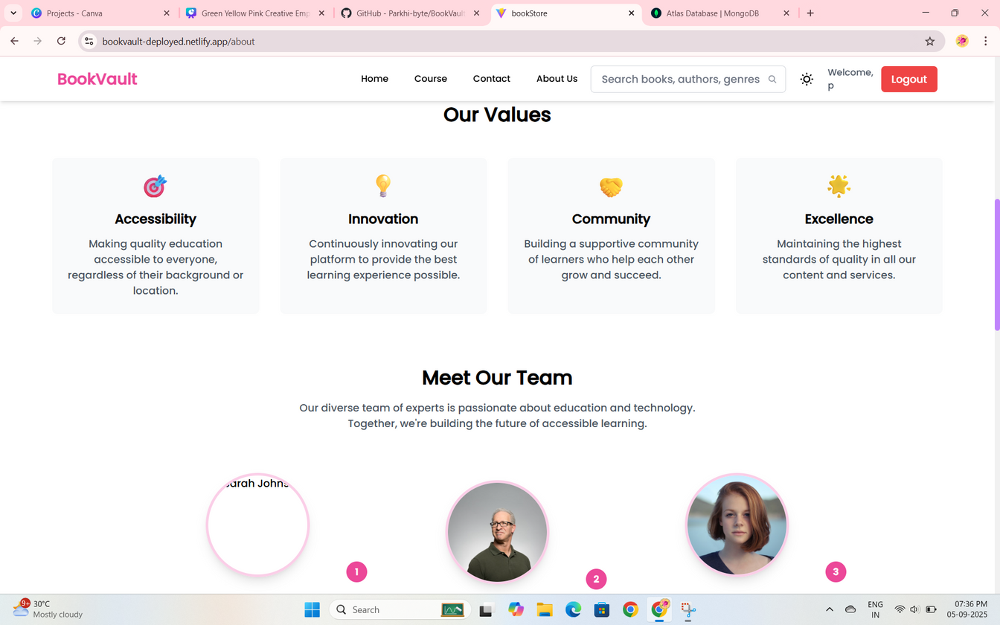 Projects - Canva
Green Yellow Pink Creative Emp
GitHub - Parkhi-byte/BookVault
bookStore
Atlas Database | MongoDB
bookvault-deployed.netlify.app/about
BookVault
Home
Course
Contact
About Us
Search books, authors, genres
Welcome,
p
Logout
Our Values
Accessibility
Making quality education
accessible to everyone,
regardless of their background or
location.
Innovation
Continuously innovating our
platform to provide the best
learning experience possible.
Community
Building a supportive community
of learners who help each other
grow and succeed.
Excellence
Maintaining the highest
standards of quality in all our
content and services.
Meet Our Team
Our diverse team of experts is passionate about education and technology.
Together, we're building the future of accessible learning.
arah Johns
1
2
3
9+
30°C
Mostly cloudy
Search
ENG
IN
07:36 PM
05-09-2025